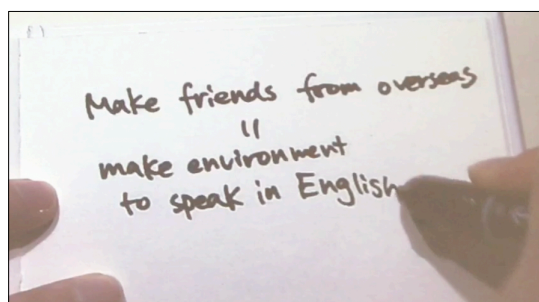 Make friends from overseas
=
make environment
to speak in English